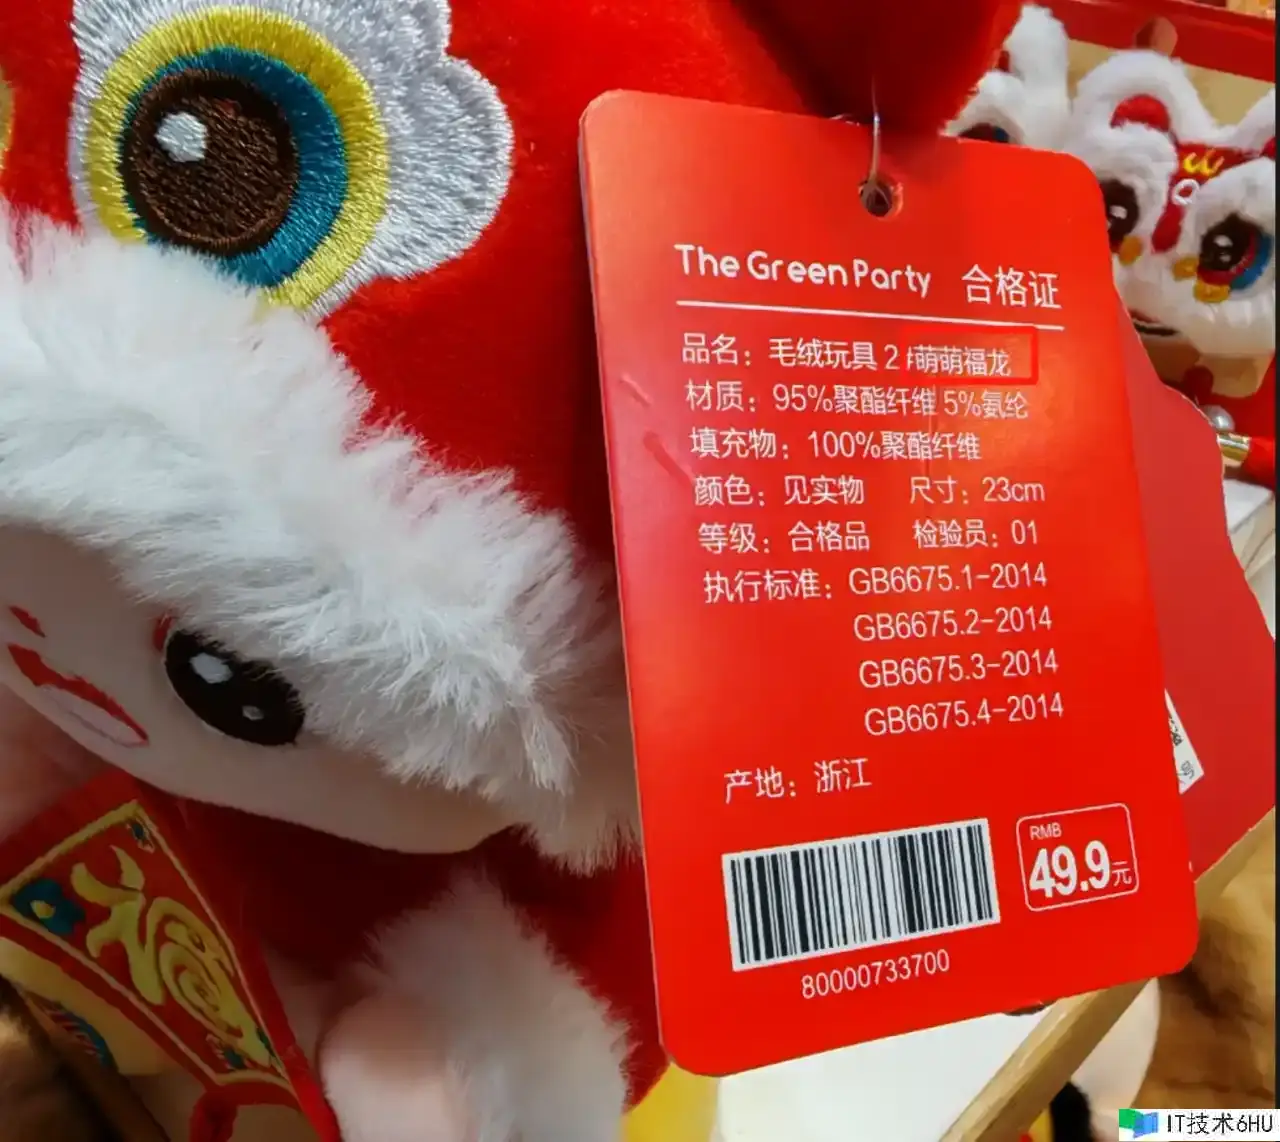 The Green Party 合格证
品名：毛绒玩具 2#萌萌福龙
材质：95%聚酯纤维 5%氨纶
填充物：100%聚酯纤维
颜色：见实物 尺寸：23cm
等级：合格品 检验员：01
执行标准：GB6675.1-2014
GB6675.2-2014
GB6675.3-2014
GB6675.4-2014
产地：浙江
RMB
49.9元
80000733700
福
IT技术6HU